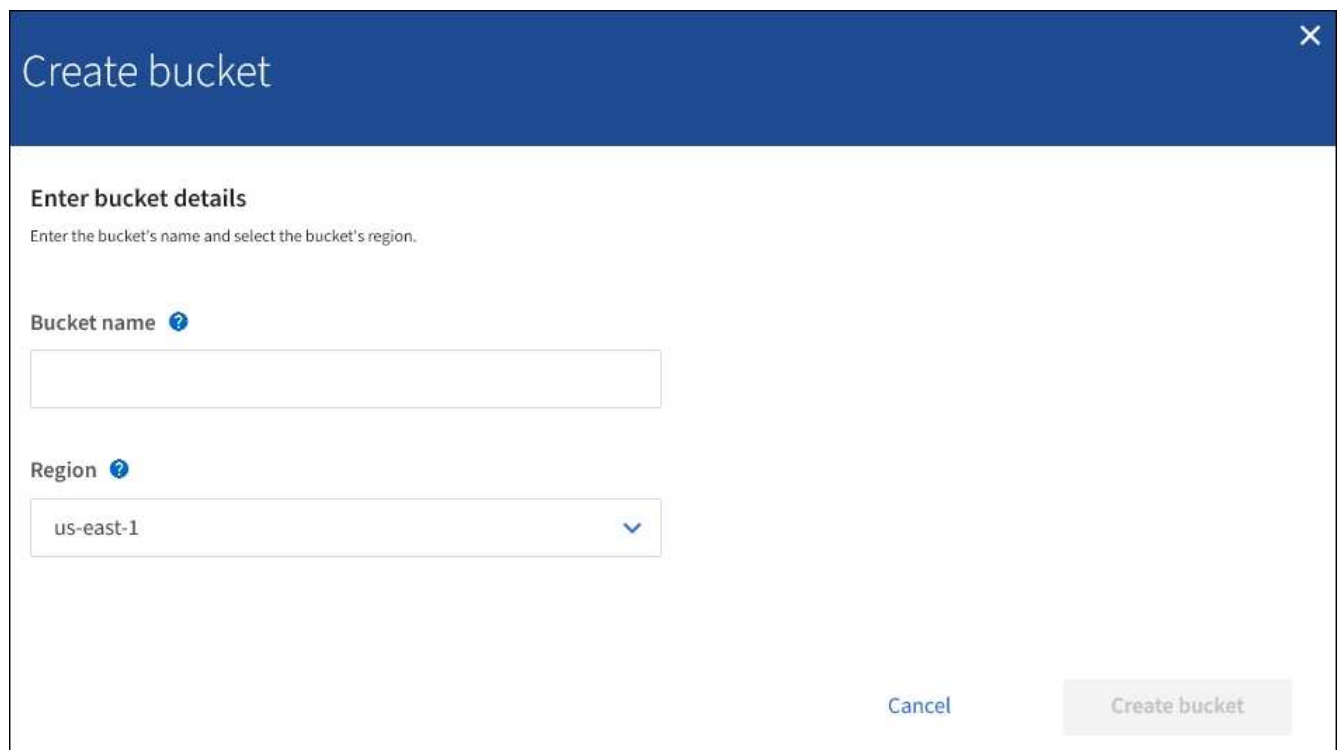 Create bucket
Enter bucket details
Enter the bucket's name and select the bucket's region.
Bucket name
Region
us-east-1
Cancel
Create bucket